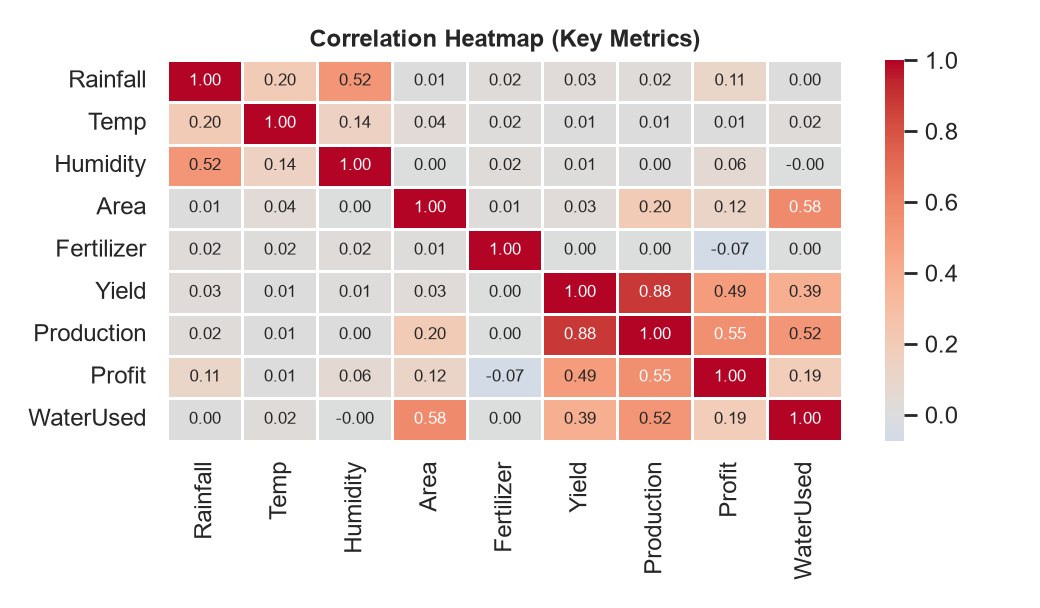 Correlation Heatmap (Key Metrics)
Rainfall 1.00 0.20 0.52 0.01 0.02 0.03 0.02 0.11 0.00
Temp 0.20 1.00 0.14 0.04 0.02 0.01 0.01 0.01 0.02
Humidity 0.52 0.14 1.00 0.00 0.02 0.01 0.00 0.06 -0.00
Area 0.01 0.04 0.00 1.00 0.01 0.03 0.20 0.12 0.58
Fertilizer 0.02 0.02 0.02 0.01 1.00 0.00 0.00 -0.07 0.00
Yield 0.03 0.01 0.01 0.03 0.00 1.00 0.88 0.49 0.39
Production 0.02 0.01 0.00 0.20 0.00 0.88 1.00 0.55 0.52
Profit 0.11 0.01 0.06 0.12 -0.07 0.49 0.55 1.00 0.19
WaterUsed 0.00 0.02 -0.00 0.58 0.00 0.39 0.52 0.19 1.00
Rainfall Temp Humidity Area Fertilizer Yield Production Profit WaterUsed
1.0
0.8
0.6
0.4
0.2
0.0